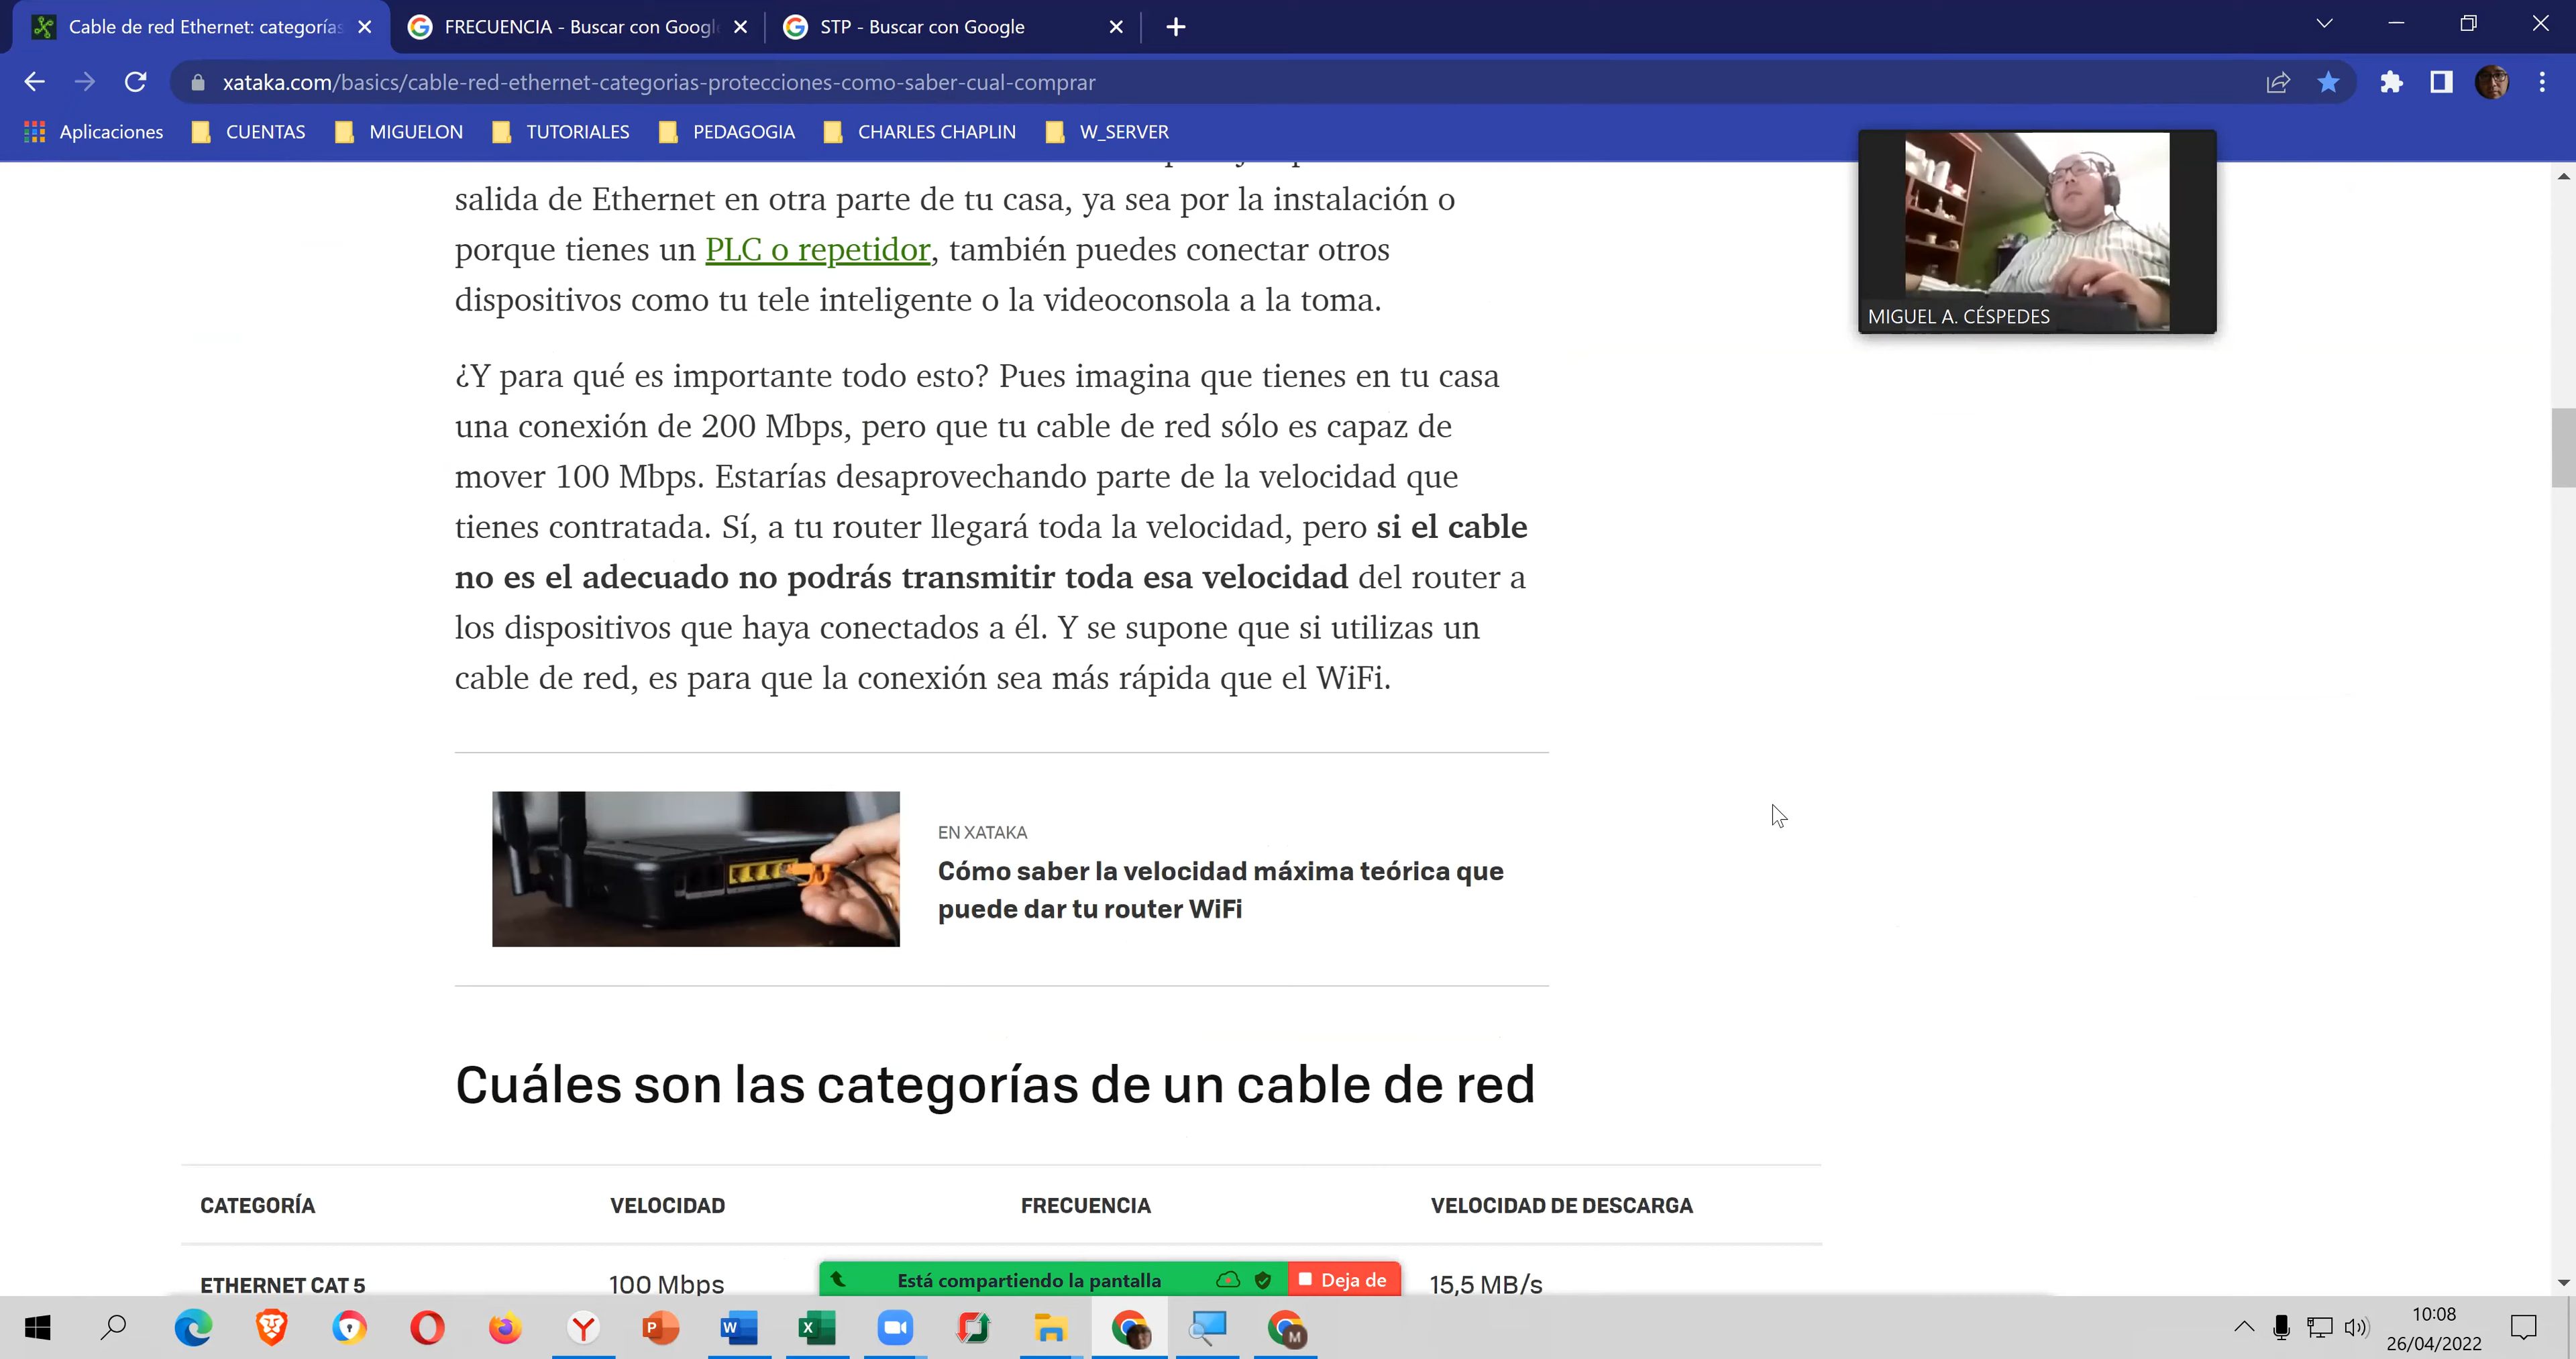 Cable de red Ethernet: categorías
FRECUENCIA - Buscar con Google
STP - Buscar con Google
xataka.com/basics/cable-red-ethernet-categorias-protecciones-como-saber-cual-comprar
Aplicaciones
CUENTAS
MIGUELON
TUTORIALES
PEDAGOGIA
CHARLES CHAPLIN
W_SERVER
MIGUEL A. CÉSPEDES
salida de Ethernet en otra parte de tu casa, ya sea por la instalación o
porque tienes un PLC o repetidor, también puedes conectar otros
dispositivos como tu tele inteligente o la videoconsola a la toma.
¿Y para qué es importante todo esto? Pues imagina que tienes en tu casa
una conexión de 200 Mbps, pero que tu cable de red sólo es capaz de
mover 100 Mbps. Estarías desaprovechando parte de la velocidad que
tienes contratada. Sí, a tu router llegará toda la velocidad, pero si el cable
no es el adecuado no podrás transmitir toda esa velocidad del router a
los dispositivos que haya conectados a él. Y se supone que si utilizas un
cable de red, es para que la conexión sea más rápida que el WiFi.
EN XATAKA
Cómo saber la velocidad máxima teórica que
puede dar tu router WiFi
Cuáles son las categorías de un cable de red
CATEGORÍA VELOCIDAD FRECUENCIA VELOCIDAD DE DESCARGA
ETHERNET CAT 5 100 Mbps 15,5 MB/s
Está compartiendo la pantalla
Deja de
10:08
26/04/2022